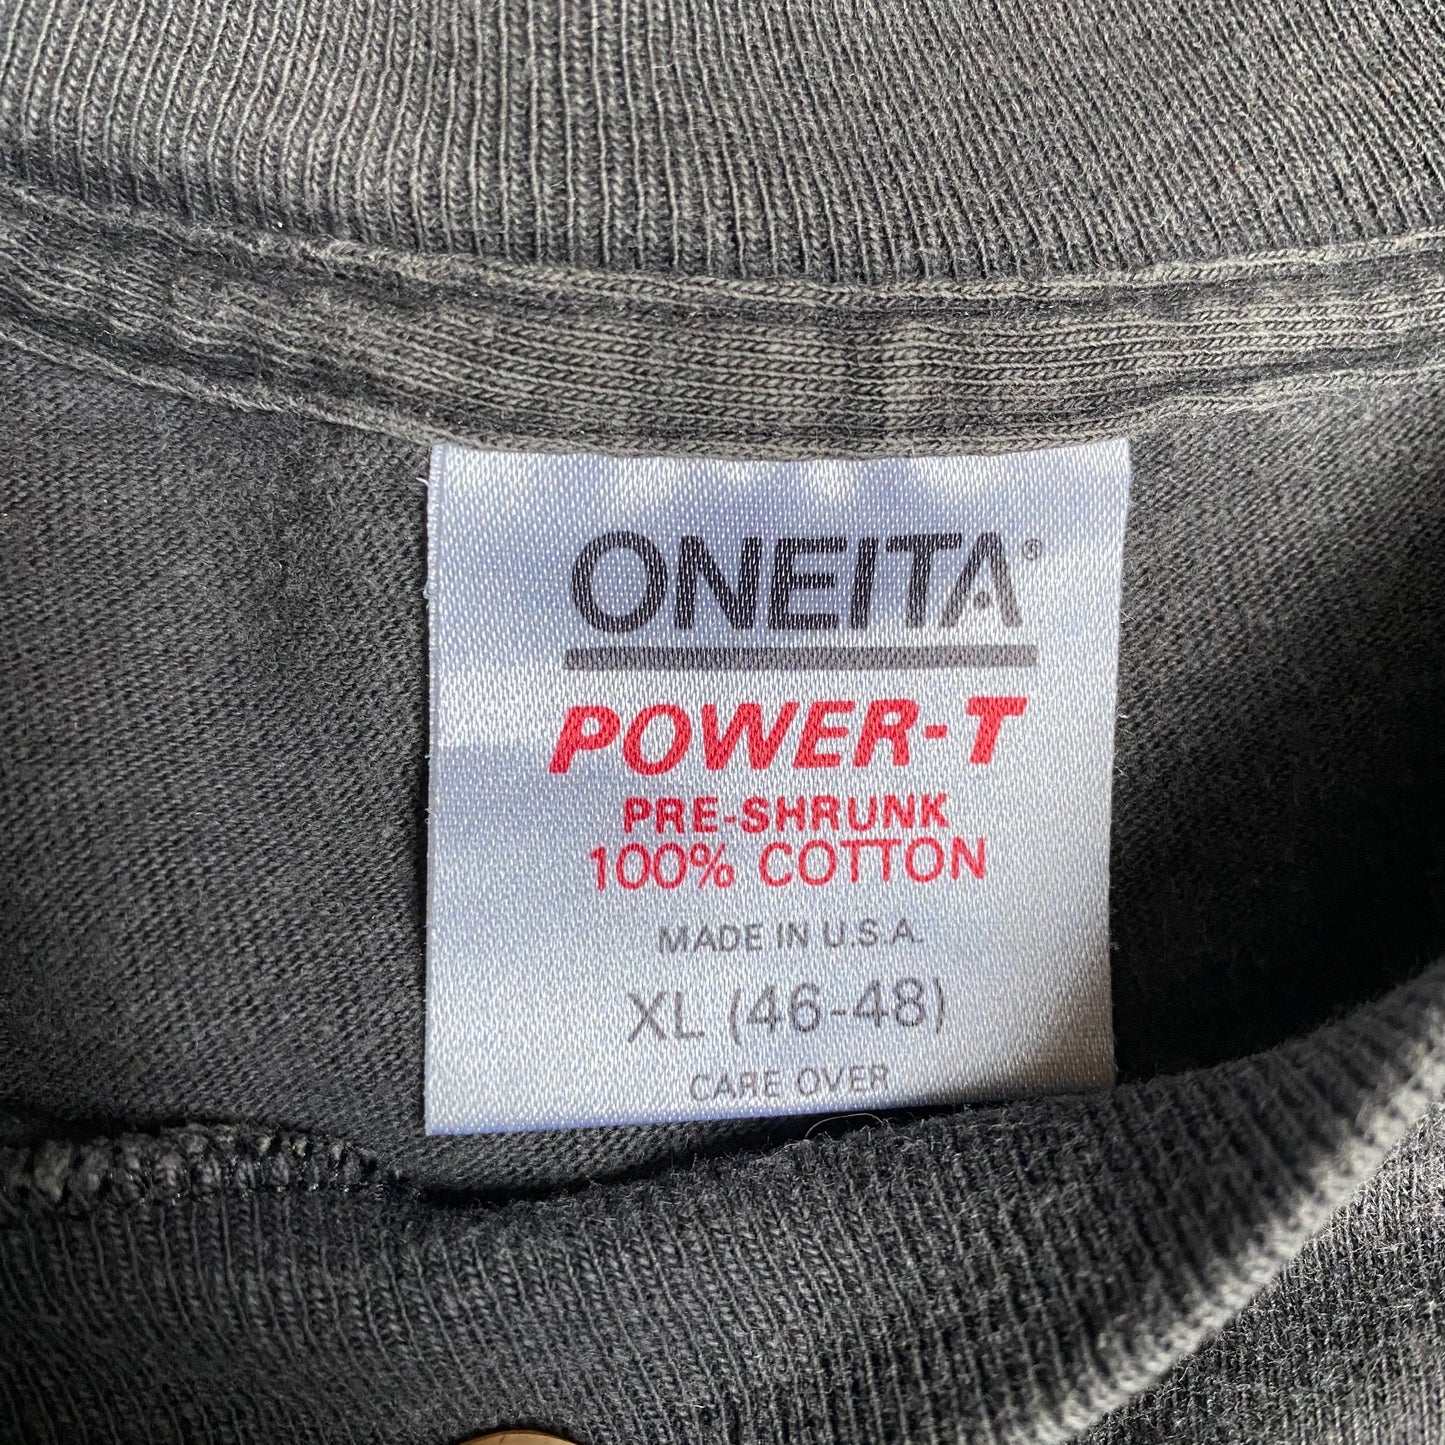 ONEITA®
POWER-T
PRE-SHRUNK
100% COTTON
MADE IN U.S.A.
XL (46-48)
CARE OVER